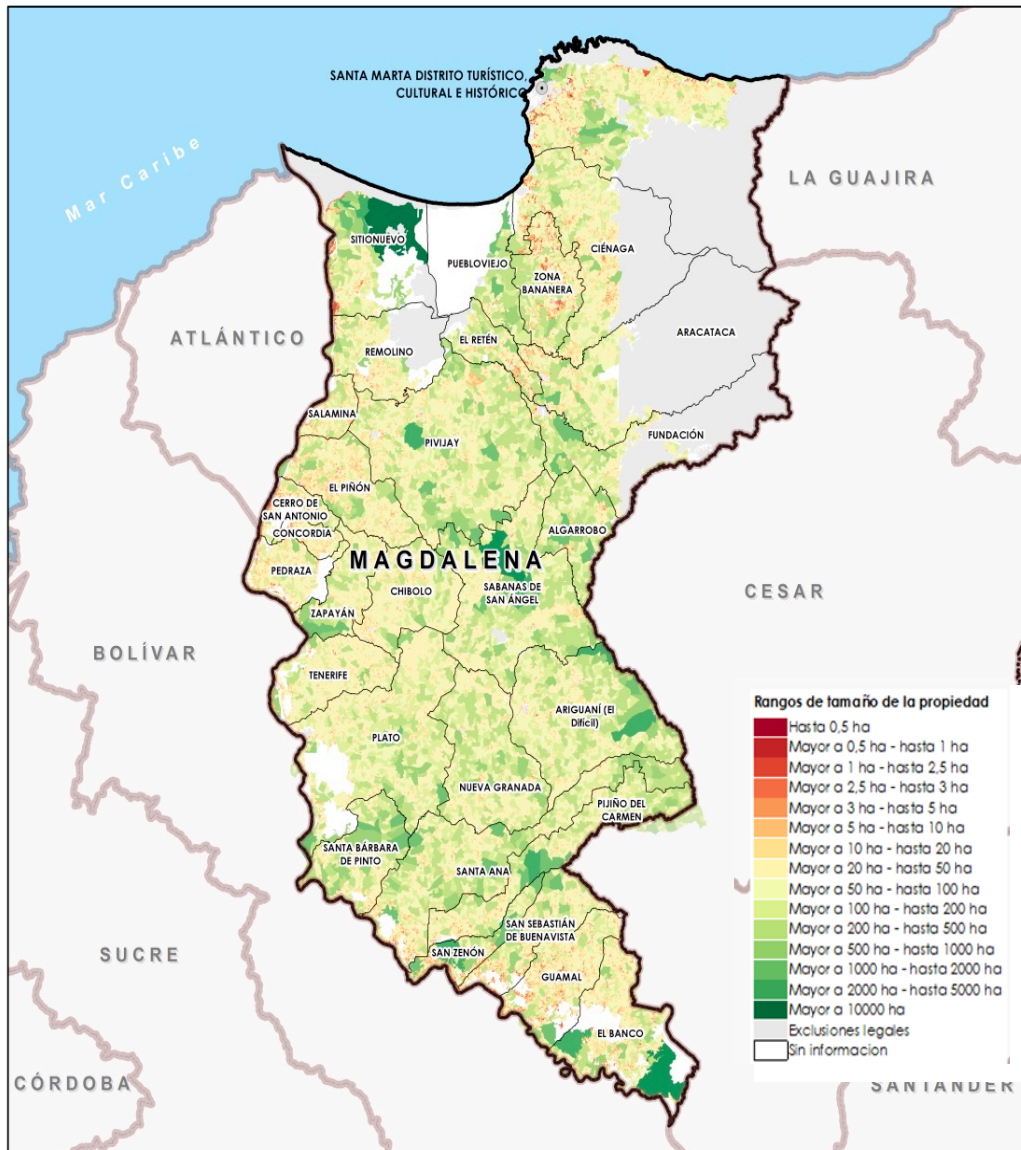 SANTA MARTA DISTRITO TURÍSTICO,
CULTURAL E HISTÓRICO
Mar Caribe
LA GUAJIRA
SITIONUEVO
PUEBLOVIEJO
CIÉNAGA
ZONA
BANANERA
ATLÁNTICO
ARACATACA
REMOLINO
EL RETÉN
SALAMINA
PIVIJAY
FUNDACIÓN
EL PIÑÓN
CERRO DE
SAN ANTONIO
CONCORDIA
ALGARROBO
MAGDALENA
PEDRAZA
CHIBOLO
SABANAS DE
SAN ÁNGEL
CESAR
ZAPAYÁN
BOLÍVAR
TENERIFE
ARIGUANÍ (El
Difícil)
PLATO
NUEVA GRANADA
PIJIÑO DEL
CARMEN
SANTA BÁRBARA
DE PINTO
SANTA ANA
SAN SEBASTIÁN
DE BUENAVISTA
SUCRE
SAN ZENÓN
GUAMAL
EL BANCO
CÓRDOBA
SANTANDER
Rangos de tamaño de la propiedad
Hasta 0,5 ha
Mayor a 0,5 ha - hasta 1 ha
Mayor a 1 ha - hasta 2,5 ha
Mayor a 2,5 ha - hasta 3 ha
Mayor a 3 ha - hasta 5 ha
Mayor a 5 ha - hasta 10 ha
Mayor a 10 ha - hasta 20 ha
Mayor a 20 ha - hasta 50 ha
Mayor a 50 ha - hasta 100 ha
Mayor a 100 ha - hasta 200 ha
Mayor a 200 ha - hasta 500 ha
Mayor a 500 ha - hasta 1000 ha
Mayor a 1000 ha - hasta 2000 ha
Mayor a 2000 ha - hasta 5000 ha
Mayor a 10000 ha
Exclusiones legales
Sin informacion